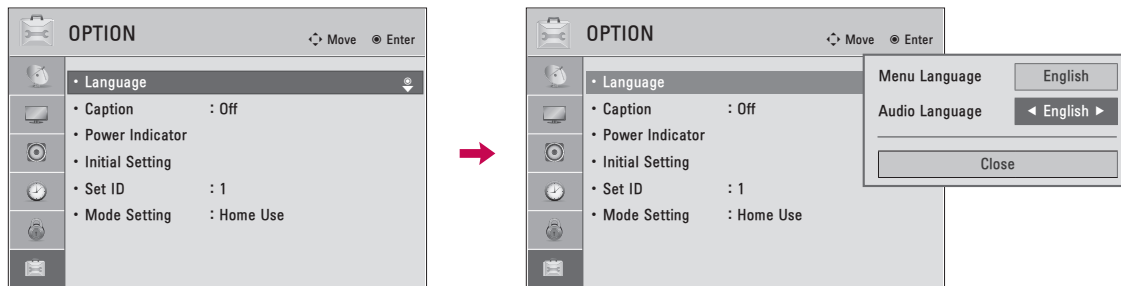 OPTION
Move Enter
• Language
• Caption : Off
• Power Indicator
• Initial Setting
• Set ID : 1
• Mode Setting : Home Use
OPTION
Move Enter
• Language
• Caption : Off
• Power Indicator
• Initial Setting
• Set ID : 1
• Mode Setting : Home Use
Menu Language English
Audio Language ◄ English ►
Close